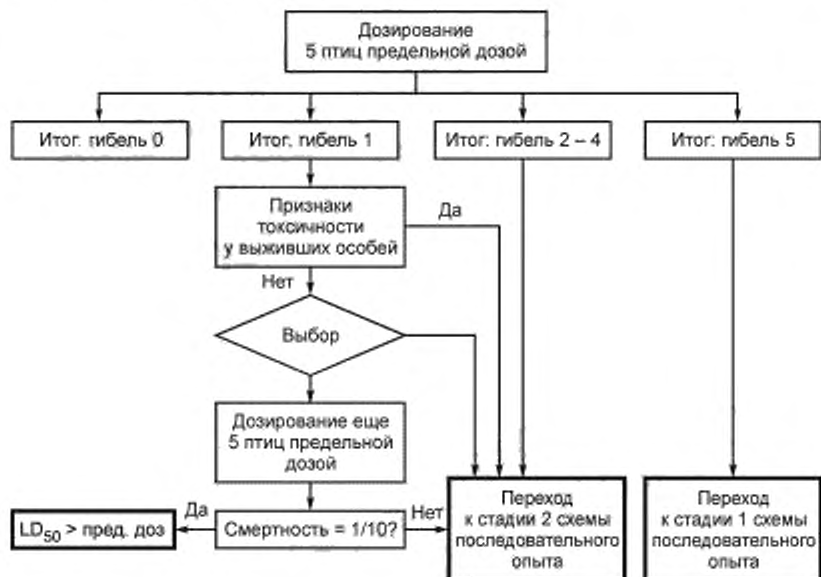 Дозирование
5 птиц предельной дозой
Итог: гибель 0
Итог: гибель 1
Итог: гибель 2 – 4
Итог: гибель 5
Признаки
токсичности
у выживших особей
Да
Нет
Выбор
Дозирование еще
5 птиц предельной
дозой
LD50 > пред. доз
Да
Смертность = 1/10?
Нет
Переход
к стадии 2 схемы
последовательного
опыта
Переход
к стадии 1 схемы
последовательного
опыта